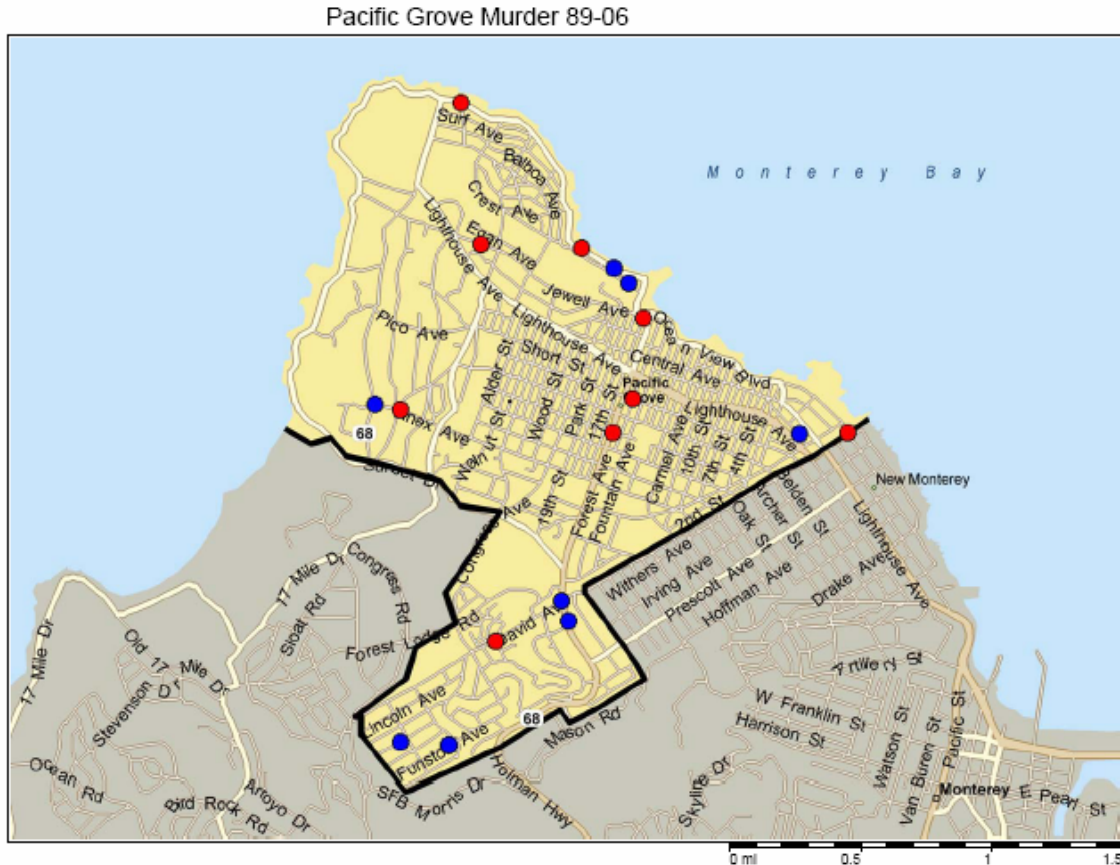 Pacific Grove Murder 89-06
Surf Ave
Balboa Ave
Monterey Bay
Crest Ave
Lighthouse Ave
Egan Ave
Jewell Ave
Ocean View Blvd
Pico Ave
Lighthouse Ave
Short St
Central Ave
Alder St
Wood St
Park St
17th St
Pacific
Grove
Lighthouse Ave
nex Ave
68
Walnut St
Carmel Ave
10th St
7th St
4th St
Sunset Dr
19th St
Forest Ave
Fountain Ave
2nd St
Belden St
Archer St
Oak St
New Monterey
Lighthouse Ave
Congress Ave
17 Mile Dr
Congress Rd
Withers Ave
Irving Ave
Prescott Ave
Hoffman Ave
Drake Ave
Sloat Rd
Forest Lodge Rd
David Ave
17 Mile Dr
Old 17 Mile Dr
Stevenson Dr
Artillery St
Lincoln Ave
68
Mason Rd
W Franklin St
Harrison St
Watson St
Van Buren St
Pacific St
Funston Ave
Ocean Rd
Bird Rock Rd
Arroyo Dr
SFB Morris Dr
Holman Hwy
Skyline Dr
Monterey
E Pearl St
0 mi 0.5 1 1.5